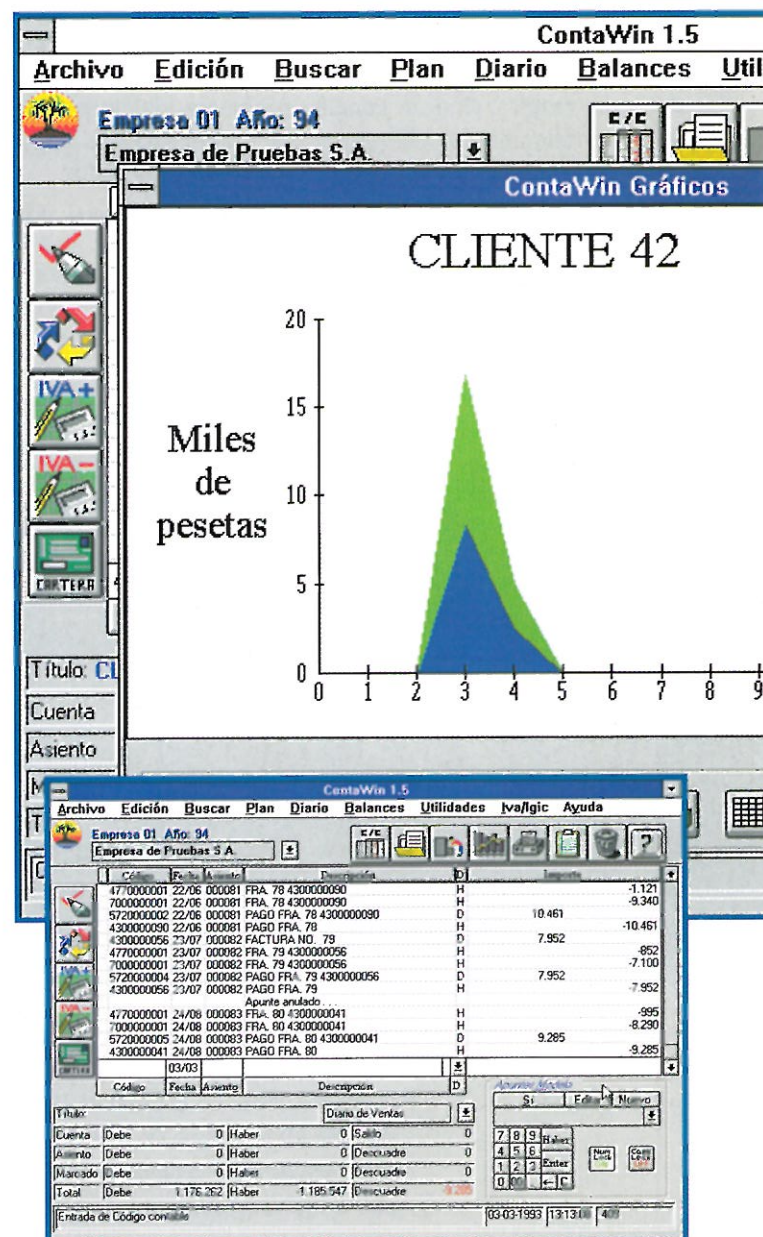 ContaWin 1.5
Archivo Edición Buscar Plan Diario Balances Util
Empresa 01 Año: 94
Empresa de Pruebas S.A.
E/C
ContaWin Gráficos
CLIENTE 42
Miles
de
pesetas
20
15
10
5
0
0 1 2 3 4 5 6 7 8 9
IVA+
IVA-
CARTERA
Título: CL
Cuenta
Asiento
M
T
ContaWin 1.5
Archivo Edición Buscar Plan Diario Balances Utilidades Iva/Igic Ayuda
Empresa 01 Año: 94
Empresa de Pruebas S.A.
E/C
?
Código Fecha Asiento Descripción D Importe
4770000001 22/06 000081 FRA. 78 4300000090 H -1.121
7000000001 22/06 000081 FRA. 78 4300000090 H -9.340
5720000002 22/06 000081 PAGO FRA. 78 4300000090 D 10.461
4300000090 22/06 000081 PAGO FRA. 78 H -10.461
4300000056 23/07 000082 FACTURA NO. 79 D 7.952
4770000001 23/07 000082 FRA. 79 4300000056 H -852
7000000001 23/07 000082 FRA. 79 4300000056 H -7.100
5720000004 23/07 000082 PAGO FRA. 79 4300000056 D 7.952
4300000056 23/07 000082 PAGO FRA. 79 H -7.952
Apunte anulado . . .
4770000001 24/08 000083 FRA. 80 4300000041 H -995
7000000001 24/08 000083 FRA. 80 4300000041 H -8.290
5720000005 24/08 000083 PAGO FRA. 80 4300000041 D 9.285
4300000041 24/08 000083 PAGO FRA. 80 H -9.285
03/03
Código Fecha Asiento Descripción D
Apuntes Modelo
Sí Editar Nuevo
Título: Diario de Ventas
Cuenta Debe 0 Haber 0 Saldo 0
Asiento Debe 0 Haber 0 Descuadre 0
Marcado Debe 0 Haber 0 Descuadre 0
Total Debe 1.176.262 Haber -1.185.547 Descuadre -9.285
7 8 9 Haber
4 5 6
1 2 3 Enter
0 00 . ← C
Num Lock
Caps Lock
Entrada de Código contable
03-03-1993